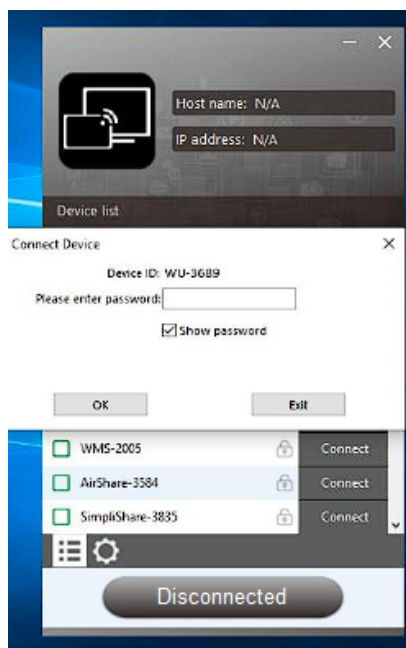 Host name: N/A
IP address: N/A
Device list
Connect Device
Device ID: WU-3689
Please enter password:
Show password
OK Exit
WMS-2005 Connect
AirShare-3584 Connect
SimpliShare-3835 Connect
Disconnected